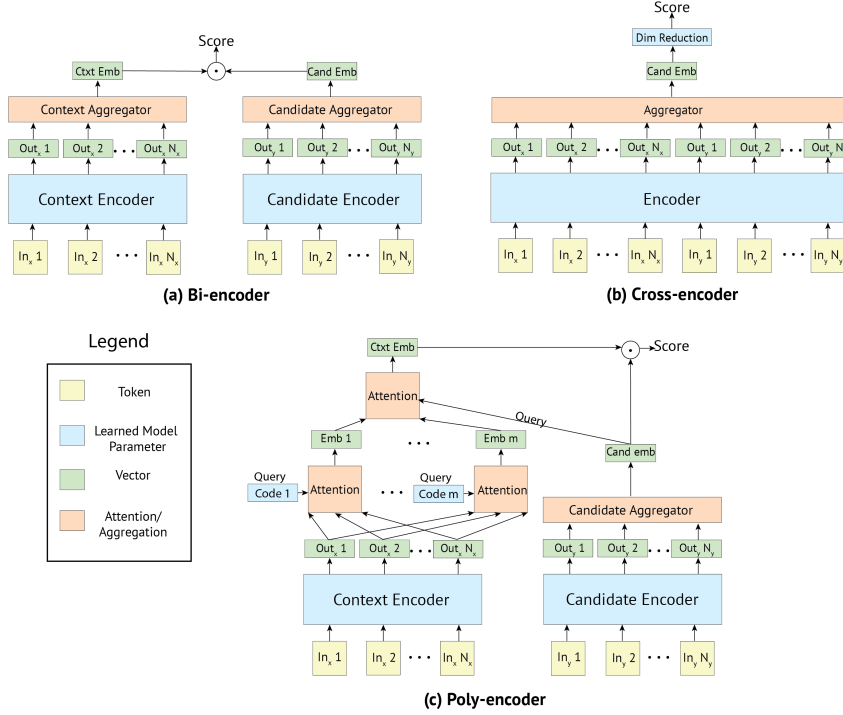 Score
Ctxt Emb
Cand Emb
Context Aggregator
Candidate Aggregator
Outx 1 Outx 2 ... Outx Nx
Outy 1 Outy 2 ... Outy Ny
Context Encoder
Candidate Encoder
Inx 1 Inx 2 ... Inx Nx
Iny 1 Iny 2 ... Iny Ny
(a) Bi-encoder
Score
Dim Reduction
Cand Emb
Aggregator
Outx 1 Outx 2 ... Outx Nx Outy 1 Outy 2 ... Outy N
Encoder
Inx 1 Inx 2 ... Inx Nx Iny 1 Iny 2 ... Iny Ny
(b) Cross-encoder
Legend
Token
Learned Model
Parameter
Vector
Attention/
Aggregation
Ctxt Emb
Score
Attention
Query
Emb 1 ... Emb m
Cand emb
Query
Code 1
Attention
...
Query
Code m
Attention
Candidate Aggregator
Outx 1 Outx 2 ... Outx Nx
Outy 1 Outy 2 ... Outy Ny
Context Encoder
Candidate Encoder
Inx 1 Inx 2 ... Inx Nx
Iny 1 Iny 2 ... Iny Ny
(c) Poly-encoder